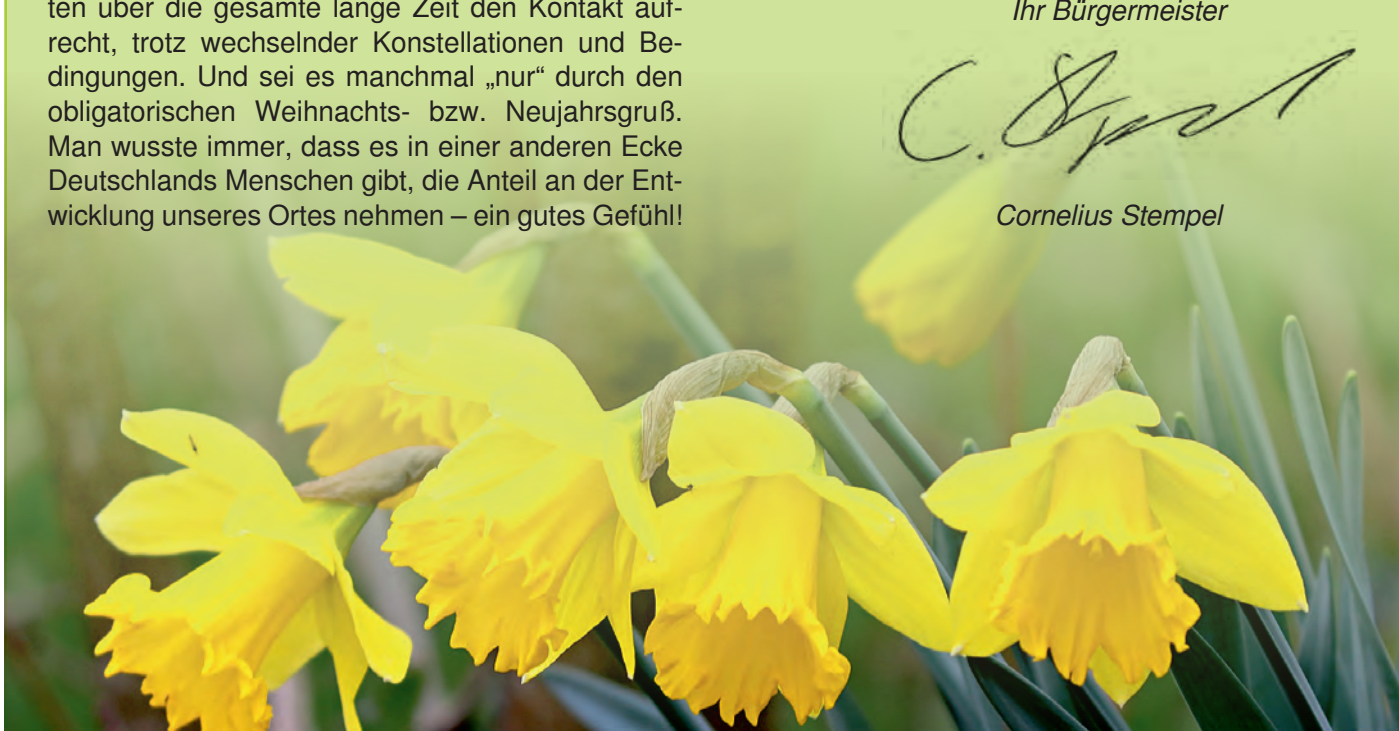 ten über die gesamte lange Zeit den Kontakt auf-
recht, trotz wechselnder Konstellationen und Be-
dingungen. Und sei es manchmal „nur“ durch den
obligatorischen Weihnachts- bzw. Neujahrsgruß.
Man wusste immer, dass es in einer anderen Ecke
Deutschlands Menschen gibt, die Anteil an der Ent-
wicklung unseres Ortes nehmen – ein gutes Gefühl!
Ihr Bürgermeister
C. Stempel
Cornelius Stempel